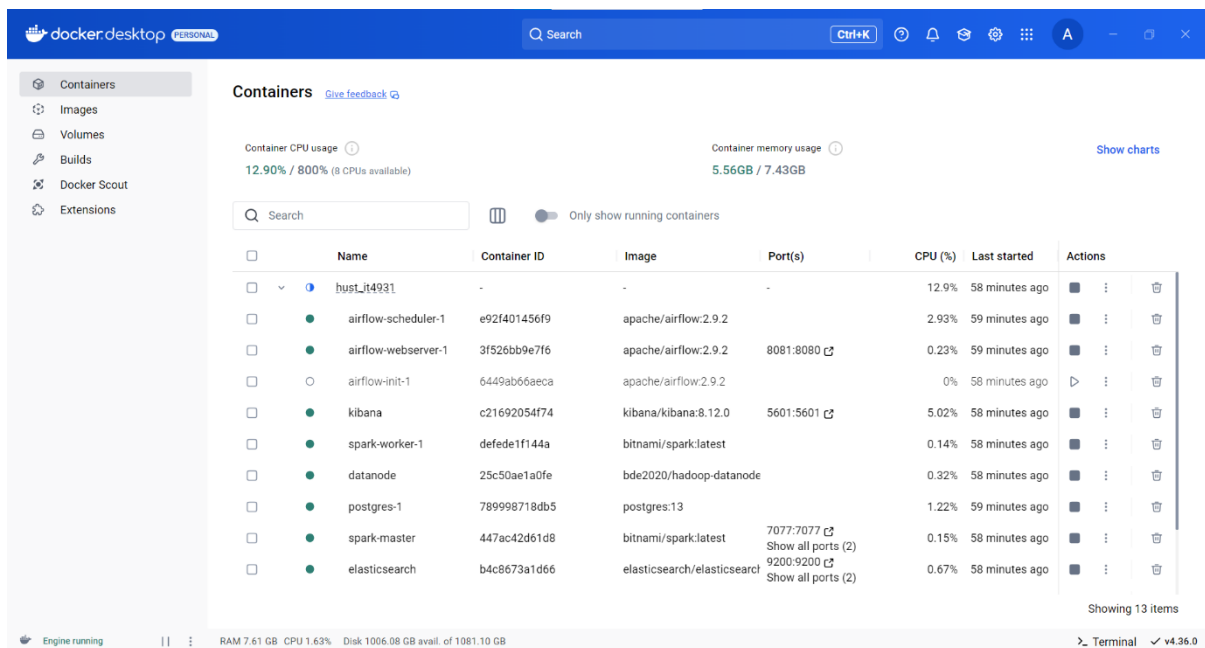 docker.desktop PERSONAL Search Ctrl+K A
Containers
Images
Volumes
Builds
Docker Scout
Extensions
Containers Give feedback
Container CPU usage
12.90% / 800% (8 CPUs available)
Container memory usage
5.56GB / 7.43GB
Show charts
Search Only show running containers
Name Container ID Image Port(s) CPU (%) Last started Actions
hust_it4931 - - - 12.9% 58 minutes ago
airflow-scheduler-1 e92f401456f9 apache/airflow:2.9.2 2.93% 59 minutes ago
airflow-webserver-1 3f526bb9e7f6 apache/airflow:2.9.2 8081:8080 0.23% 59 minutes ago
airflow-init-1 6449ab66aeca apache/airflow:2.9.2 0% 58 minutes ago
kibana c21692054f74 kibana/kibana:8.12.0 5601:5601 5.02% 58 minutes ago
spark-worker-1 defede1f144a bitnami/spark:latest 0.14% 58 minutes ago
datanode 25c50ae1a0fe bde2020/hadoop-datanode 0.32% 58 minutes ago
postgres-1 789998718db5 postgres:13 1.22% 59 minutes ago
spark-master 447ac42d61d8 bitnami/spark:latest 7077:7077 0.15% 58 minutes ago
Show all ports (2)
elasticsearch b4c8673a1d66 elasticsearch/elasticsearch 9200:9200 0.67% 58 minutes ago
Show all ports (2)
Showing 13 items
Engine running RAM 7.61 GB CPU 1.63% Disk 1006.08 GB avail. of 1081.10 GB Terminal v4.36.0